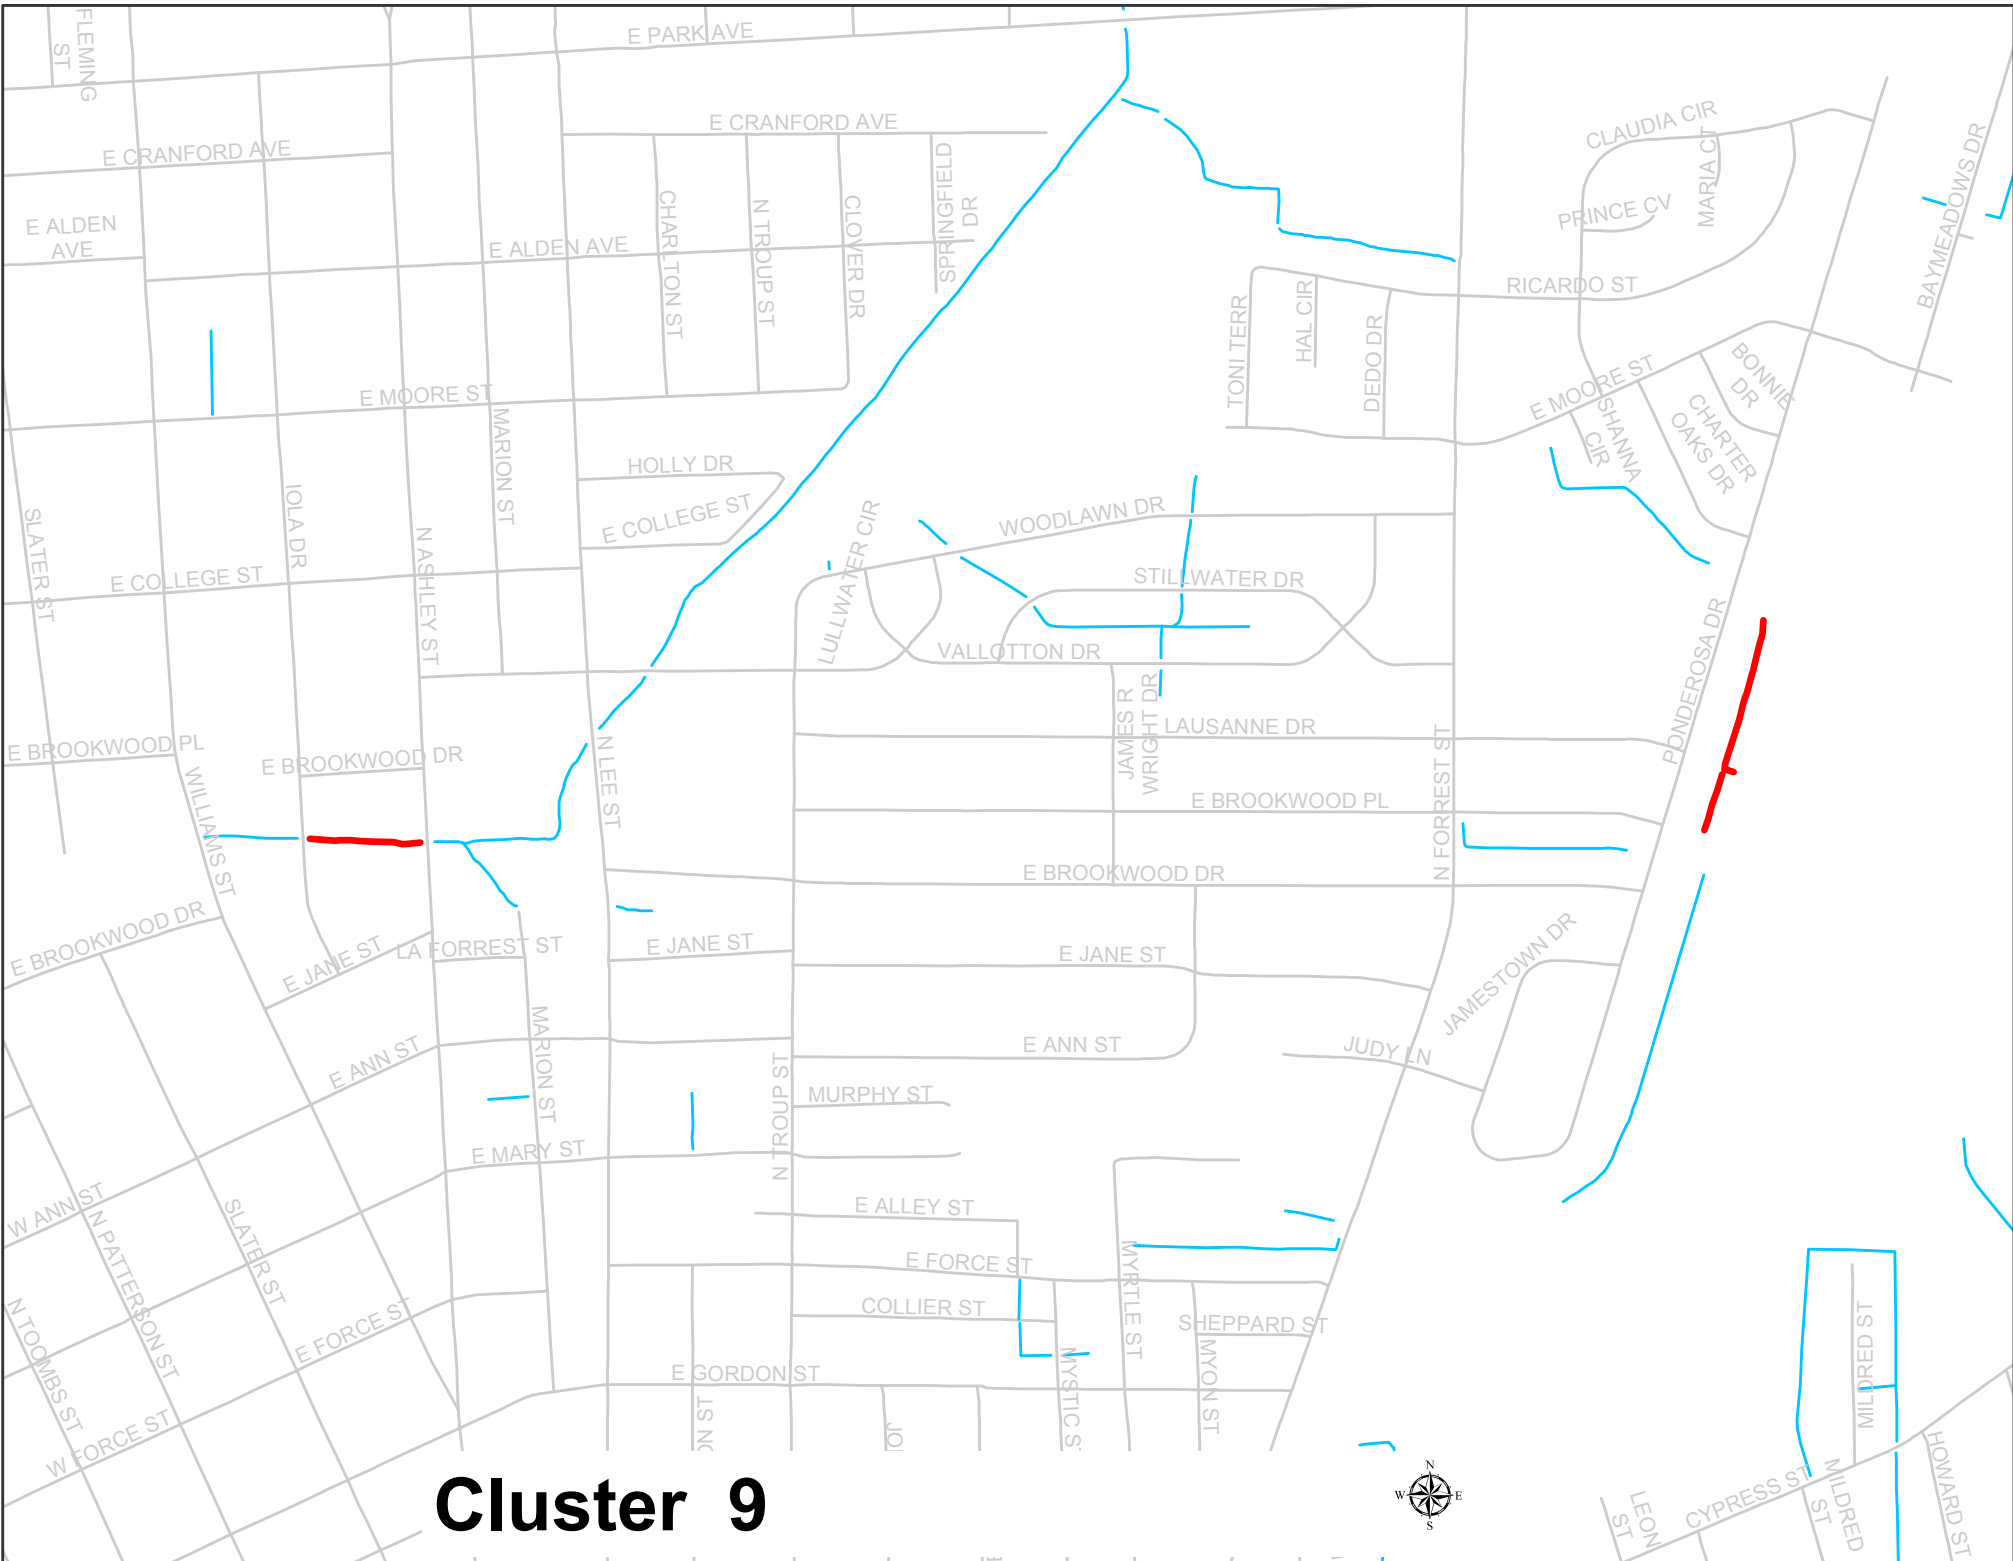 FLEMING
ST
E PARK AVE
E CRANFORD AVE
E CRANFORD AVE
CLAUDIA CIR
MARIA CT
BAYMEADOWS DR
E ALDEN
AVE
E ALDEN AVE
CHARLTON ST
N TROUP ST
CLOVER DR
SPRINGFIELD
DR
PRINCE CV
RICARDO ST
TONI TERR
HAL CIR
DEDO DR
E MOORE ST
E MOORE ST
BONNIE
DR
CHARTER
OAKS DR
SHANNA
CIR
MARION ST
HOLLY DR
E COLLEGE ST
SLATER ST
IOLA DR
N ASHLEY ST
E COLLEGE ST
LULLWATER CIR
WOODLAWN DR
STILLWATER DR
VALLOTTON DR
JAMES R
WRIGHT DR
LAUSANNE DR
PONDEROSA DR
E BROOKWOOD PL
E BROOKWOOD DR
WILLIAMS ST
N LEE ST
E BROOKWOOD PL
N FORREST ST
E BROOKWOOD DR
E BROOKWOOD DR
E JANE ST
LA FORREST ST
E JANE ST
E JANE ST
JAMESTOWN DR
E ANN ST
MARION ST
N TROUP ST
E ANN ST
JUDY LN
MURPHY ST
E MARY ST
W ANN ST
N PATTERSON ST
SLATER ST
E ALLEY ST
E FORCE ST
MYRTLE ST
COLLIER ST
SHEPPARD ST
N TOOMBS ST
E FORCE ST
E GORDON ST
MYSTIC S
MYON ST
MILDRED ST
W FORCE ST
ON ST
JOI
CYPRESS ST
LEON
ST
MILDRED
ST
HOWARD ST
Cluster 9
N
W
E
S